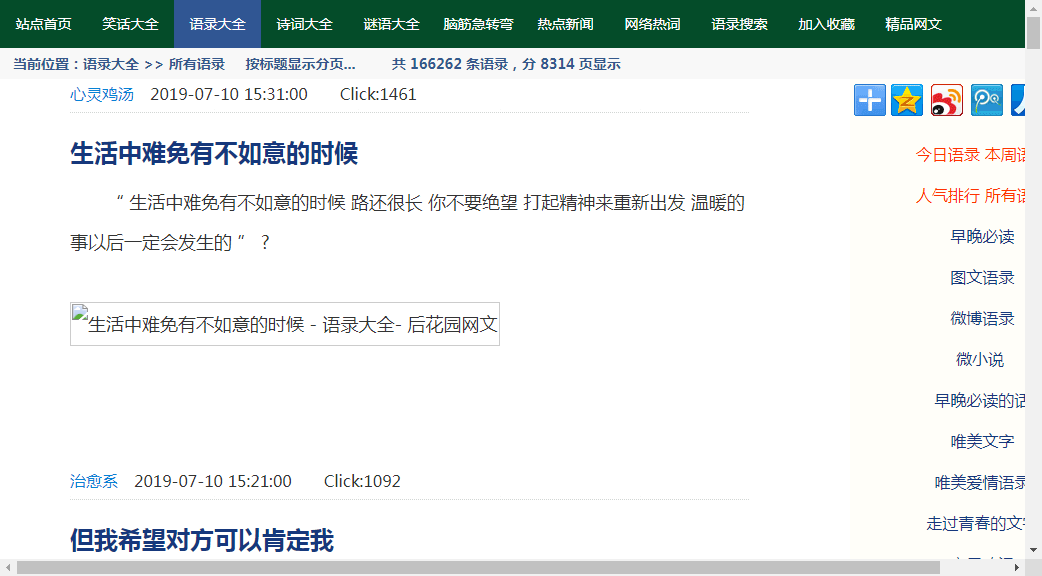 站点首页 笑话大全 语录大全 诗词大全 谜语大全 脑筋急转弯 热点新闻 网络热词 语录搜索 加入收藏 精品网文
当前位置：语录大全 >> 所有语录 按标题显示分页... 共 166262 条语录，分 8314 页显示
心灵鸡汤 2019-07-10 15:31:00 Click:1461
生活中难免有不如意的时候
“ 生活中难免有不如意的时候 路还很长 你不要绝望 打起精神来重新出发 温暖的
事以后一定会发生的 ” ?
生活中难免有不如意的时候 - 语录大全- 后花园网文
治愈系 2019-07-10 15:21:00 Click:1092
但我希望对方可以肯定我
今日语录 本周语
人气排行 所有语
早晚必读
图文语录
微博语录
微小说
早晚必读的话
唯美文字
唯美爱情语录
走过青春的文字